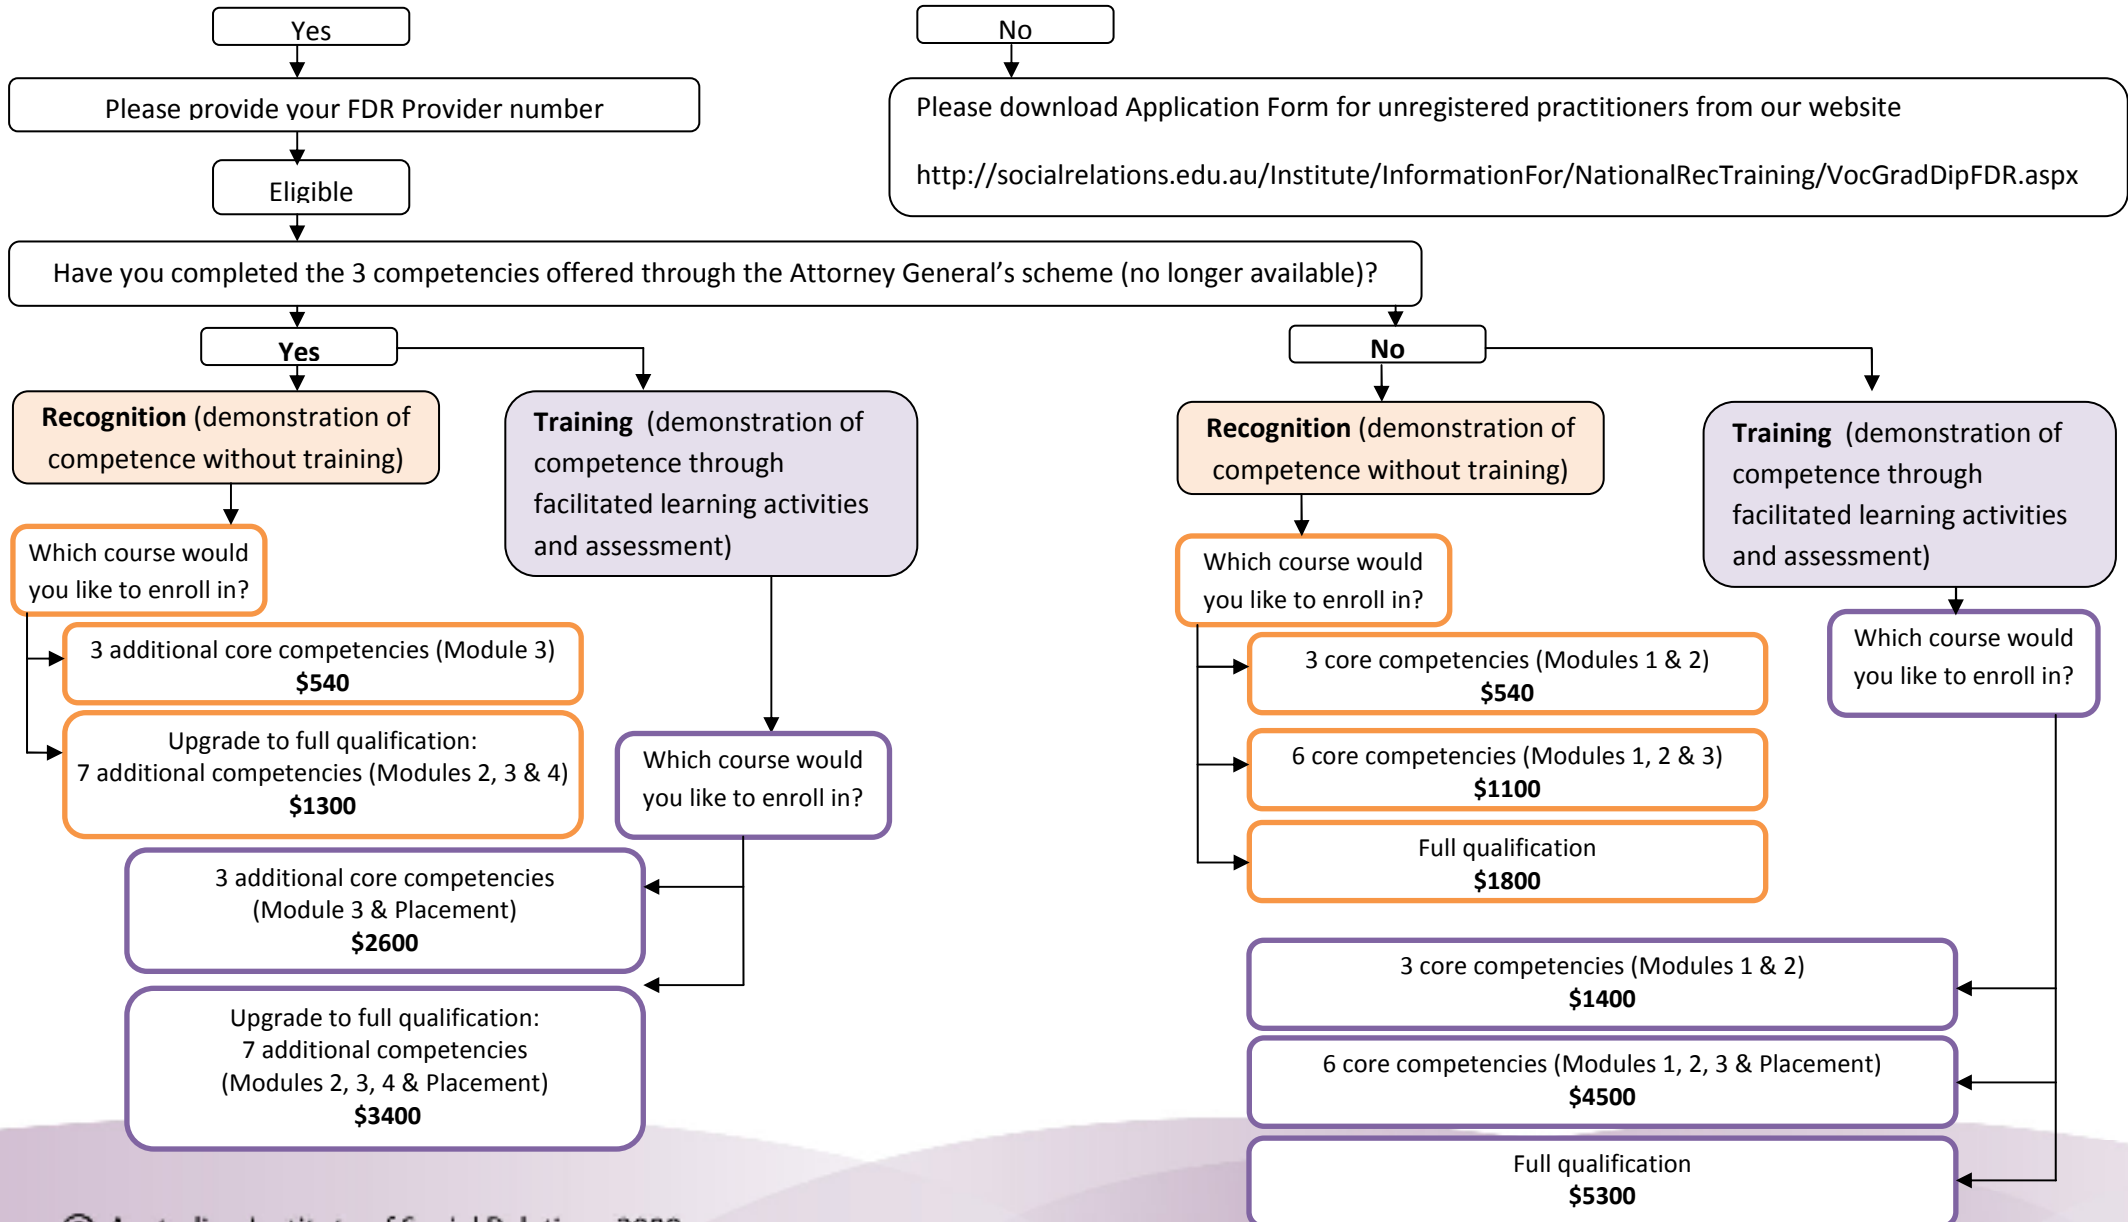 Yes
No
Please provide your FDR Provider number
Please download Application Form for unregistered practitioners from our website
http://socialrelations.edu.au/Institute/InformationFor/NationalRecTraining/VocGradDipFDR.aspx
Eligible
Have you completed the 3 competencies offered through the Attorney General’s scheme (no longer available)?
Yes
No
Recognition (demonstration of
competence without training)
Training (demonstration of
competence through
facilitated learning activities
and assessment)
Which course would
you like to enroll in?
3 additional core competencies (Module 3)
$540
Upgrade to full qualification:
7 additional competencies (Modules 2, 3 & 4)
$1300
Which course would
you like to enroll in?
3 additional core competencies
(Module 3 & Placement)
$2600
Upgrade to full qualification:
7 additional competencies
(Modules 2, 3, 4 & Placement)
$3400
Recognition (demonstration of
competence without training)
Training (demonstration of
competence through
facilitated learning activities
and assessment)
Which course would
you like to enroll in?
3 core competencies (Modules 1 & 2)
$540
6 core competencies (Modules 1, 2 & 3)
$1100
Full qualification
$1800
Which course would
you like to enroll in?
3 core competencies (Modules 1 & 2)
$1400
6 core competencies (Modules 1, 2, 3 & Placement)
$4500
Full qualification
$5300
of Social Relations